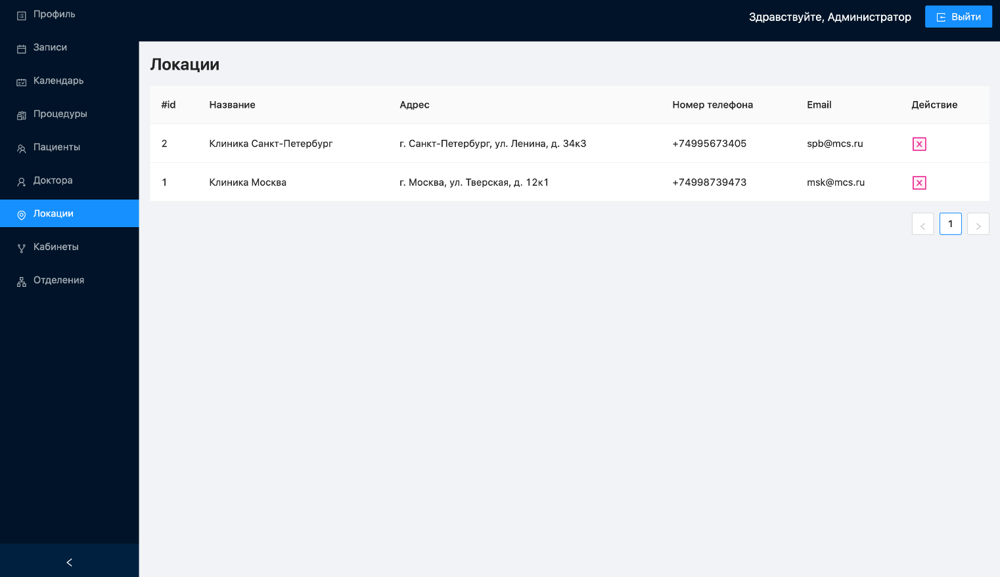 Профиль
Записи
Календарь
Процедуры
Пациенты
Доктора
Локации
Кабинеты
Отделения
Здравствуйте, Администратор
Выйти
Локации
#id Название Адрес Номер телефона Email Действие
2 Клиника Санкт-Петербург г. Санкт-Петербург, ул. Ленина, д. 34к3 +74995673405 spb@mcs.ru
1 Клиника Москва г. Москва, ул. Тверская, д. 12к1 +74998739473 msk@mcs.ru
1